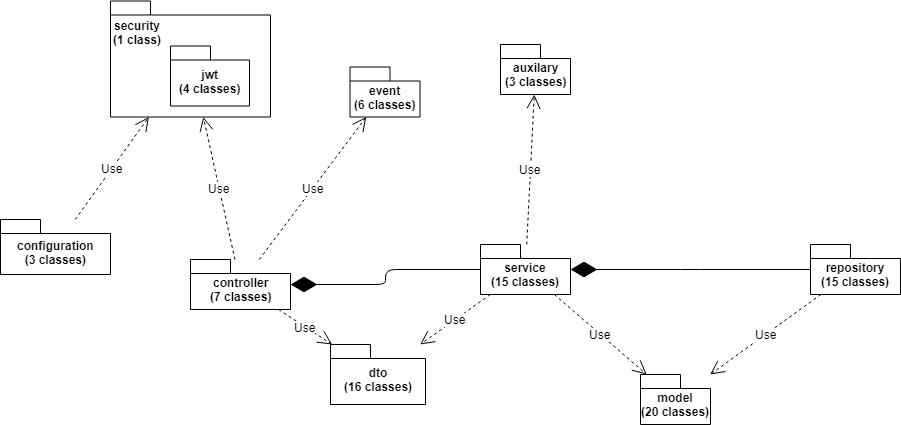 security
(1 class)
jwt
(4 classes)
event
(6 classes)
auxilary
(3 classes)
Use
Use
Use
Use
configuration
(3 classes)
controller
(7 classes)
service
(15 classes)
repository
(15 classes)
Use
Use
Use
Use
dto
(16 classes)
model
(20 classes)